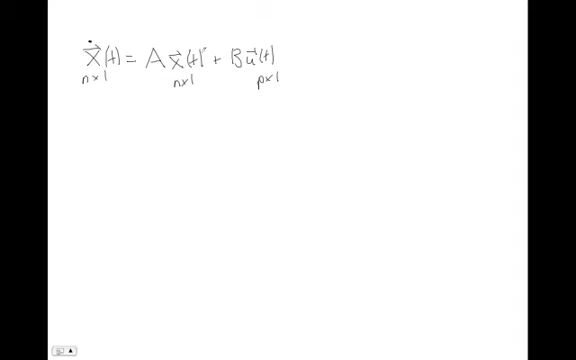 ẋ⃗(t) = A x⃗(t) + B u⃗(t)
n×1 n×1 p×1